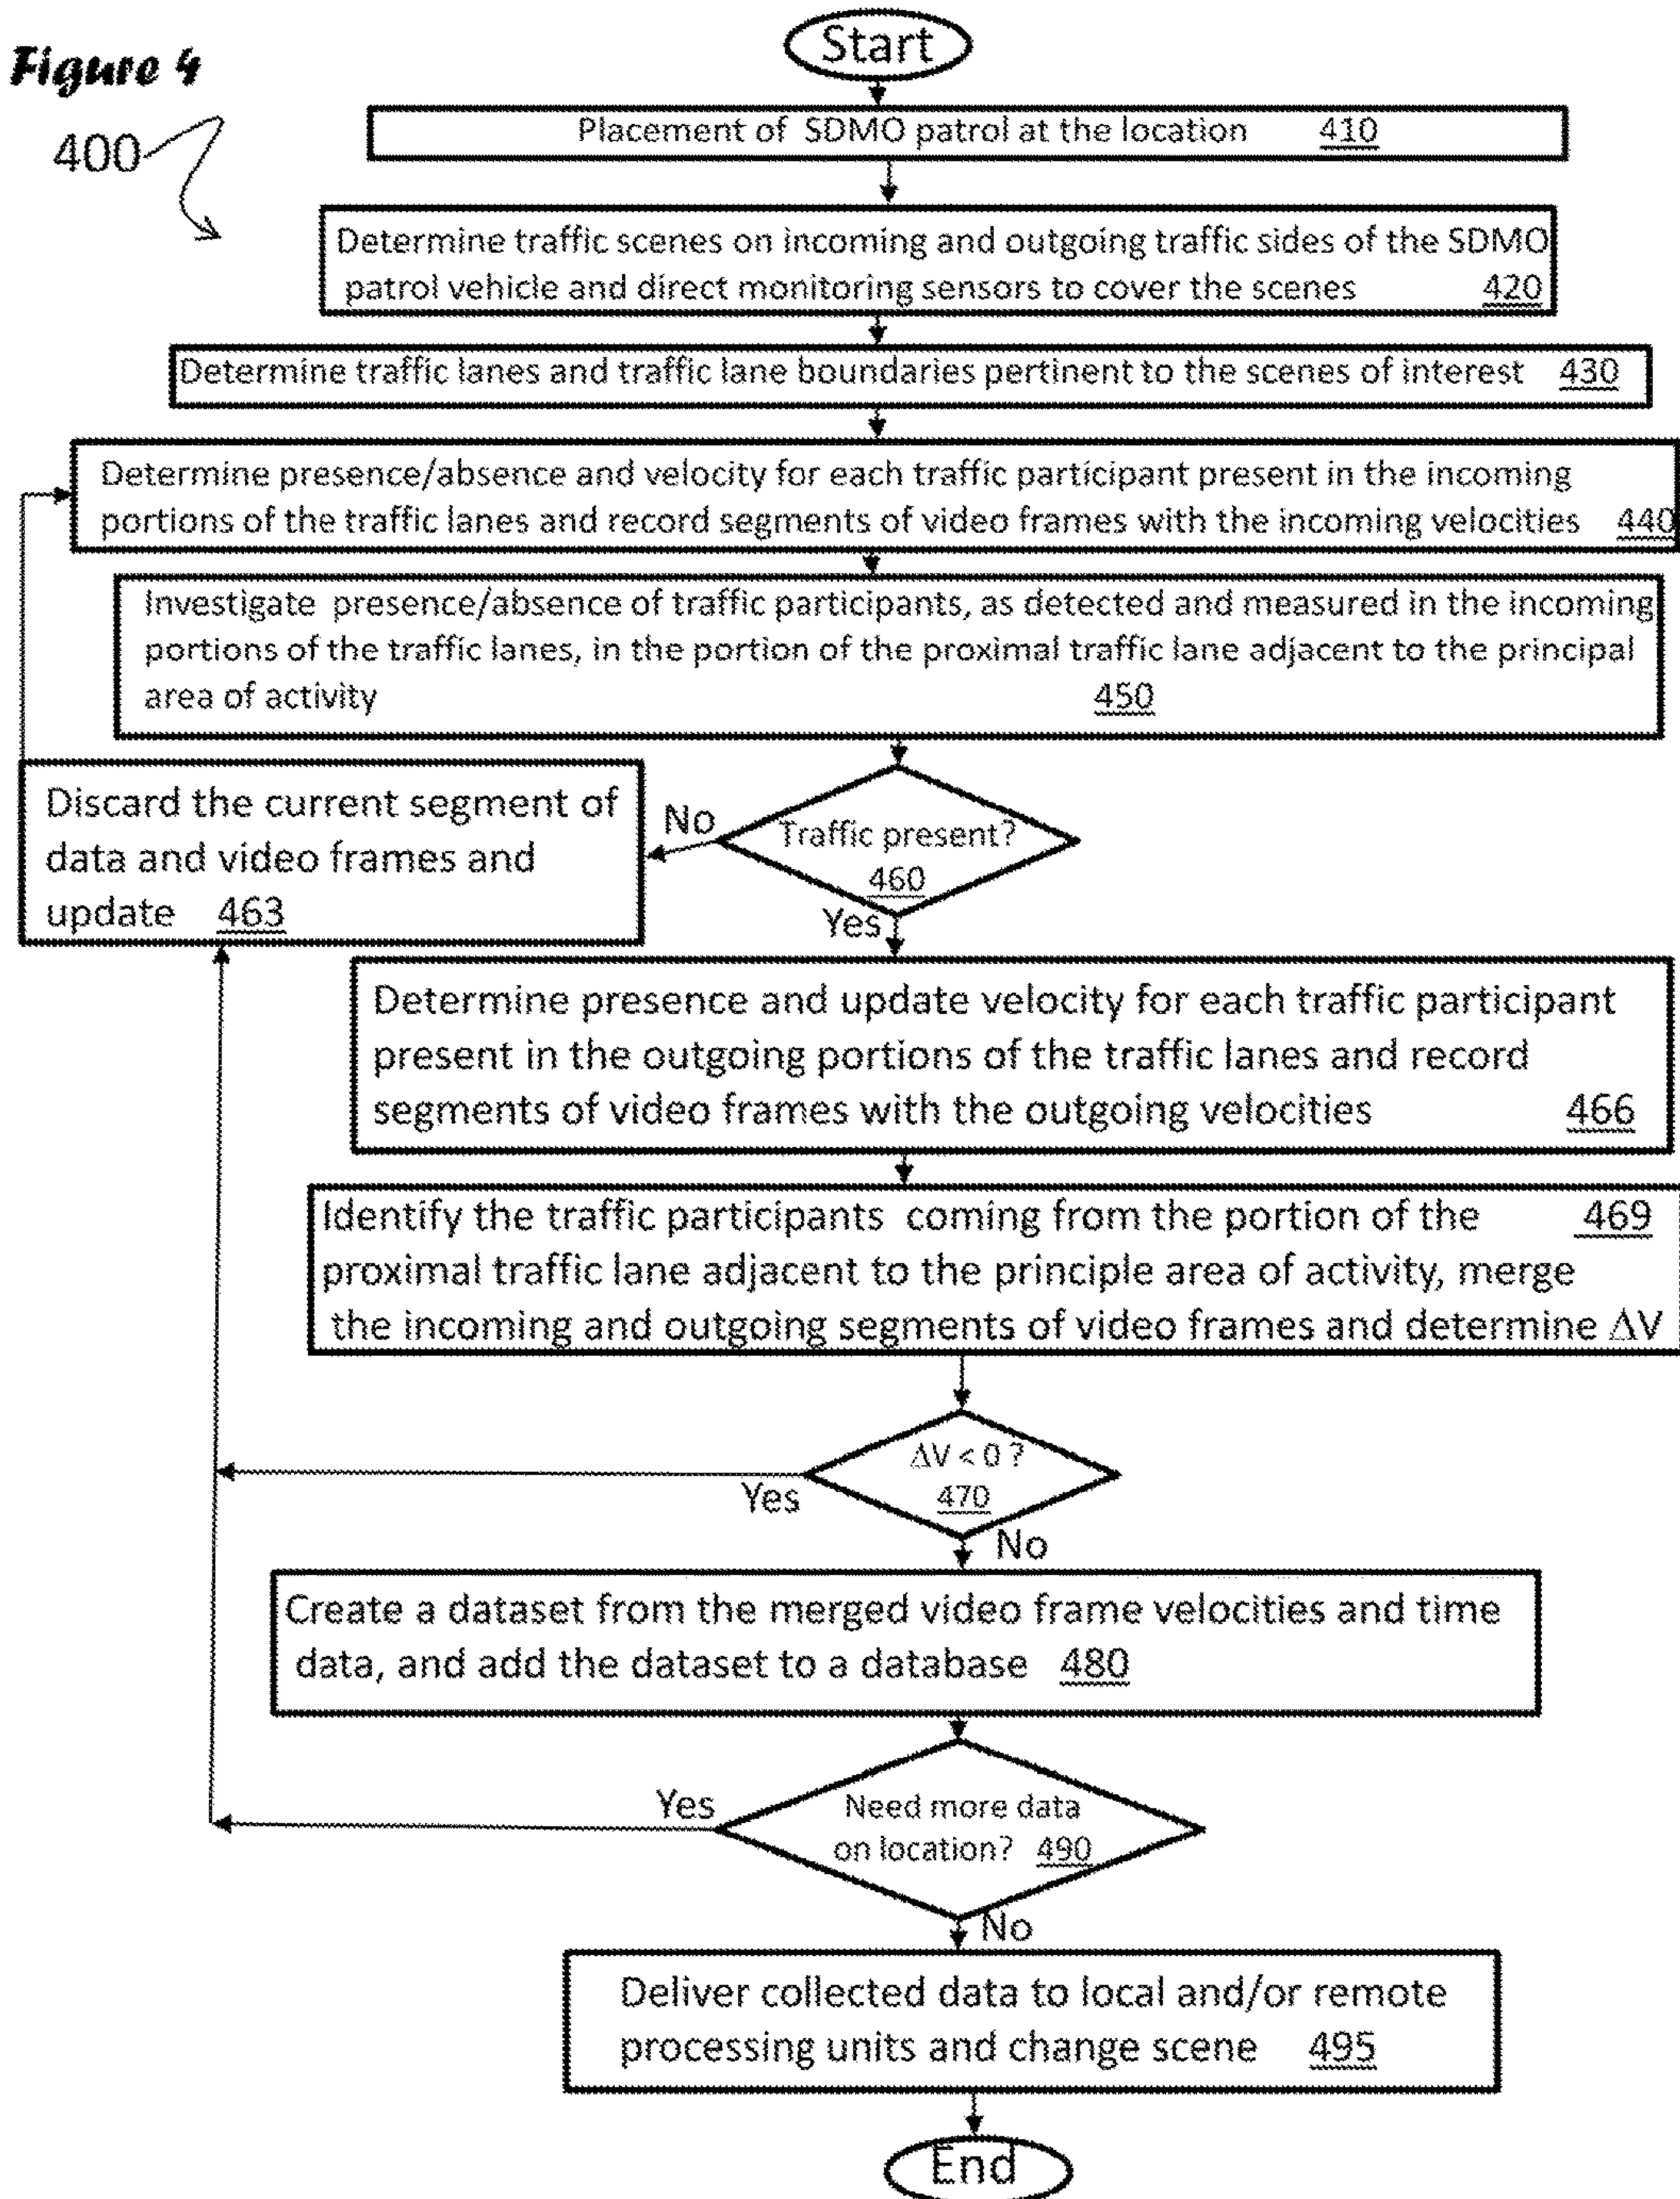 Figure 4
400
Start
Placement of SDMO patrol at the location 410
Determine traffic scenes on incoming and outgoing traffic sides of the SDMO
patrol vehicle and direct monitoring sensors to cover the scenes 420
Determine traffic lanes and traffic lane boundaries pertinent to the scenes of interest 430
Determine presence/absence and velocity for each traffic participant present in the incoming
portions of the traffic lanes and record segments of video frames with the incoming velocities 440
Investigate presence/absence of traffic participants, as detected and measured in the incoming
portions of the traffic lanes, in the portion of the proximal traffic lane adjacent to the principal
area of activity 450
Discard the current segment of
data and video frames and
update 463
No
Traffic present?
460
Yes
Determine presence and update velocity for each traffic participant
present in the outgoing portions of the traffic lanes and record
segments of video frames with the outgoing velocities 466
Identify the traffic participants coming from the portion of the 469
proximal traffic lane adjacent to the principle area of activity, merge
the incoming and outgoing segments of video frames and determine ΔV
ΔV < 0 ?
470
Yes
No
Create a dataset from the merged video frame velocities and time
data, and add the dataset to a database 480
Yes
Need more data
on location? 490
No
Deliver collected data to local and/or remote
processing units and change scene 495
End